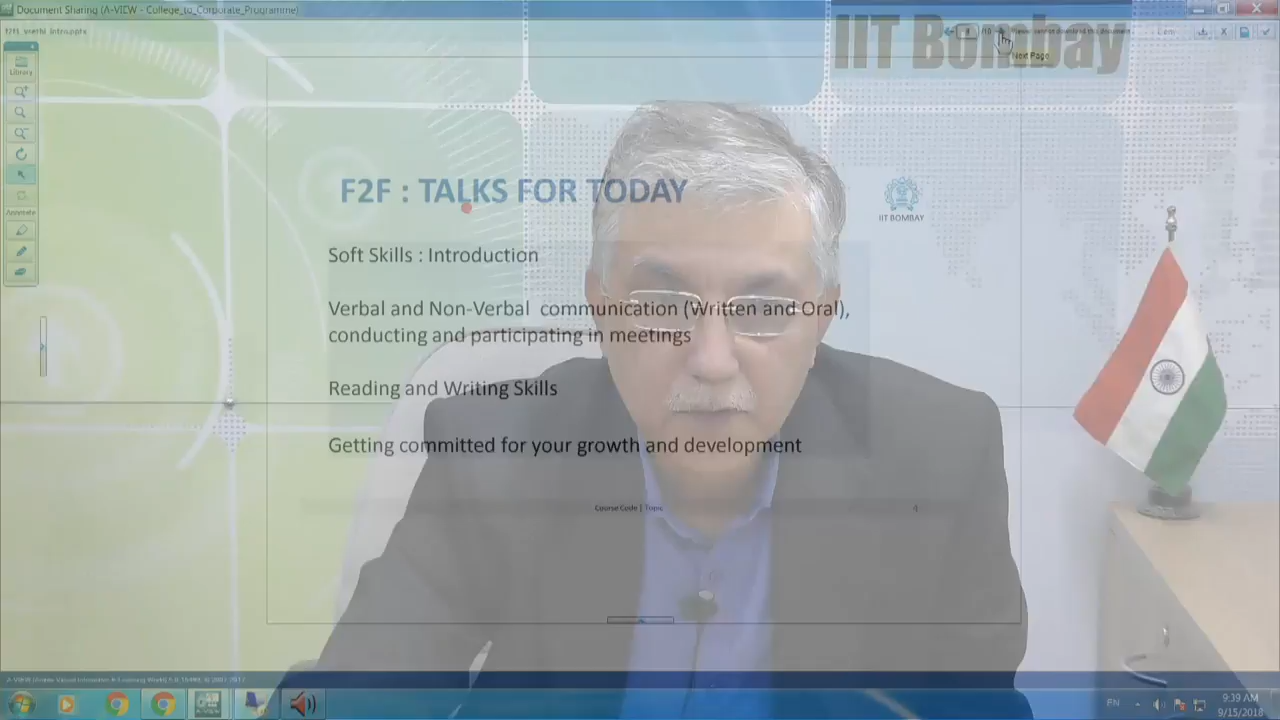 Document Sharing (A-VIEW - College_to_Corporate_Programme)
IIT Bombay
Next Page
Library
F2F : TALKS FOR TODAY
IIT BOMBAY
Annotate
Soft Skills : Introduction
Verbal and Non-Verbal communication (Written and Oral),
conducting and participating in meetings
Reading and Writing Skills
Getting committed for your growth and development
Course Code | Topic
4
EN
9:39 AM
9/15/2018